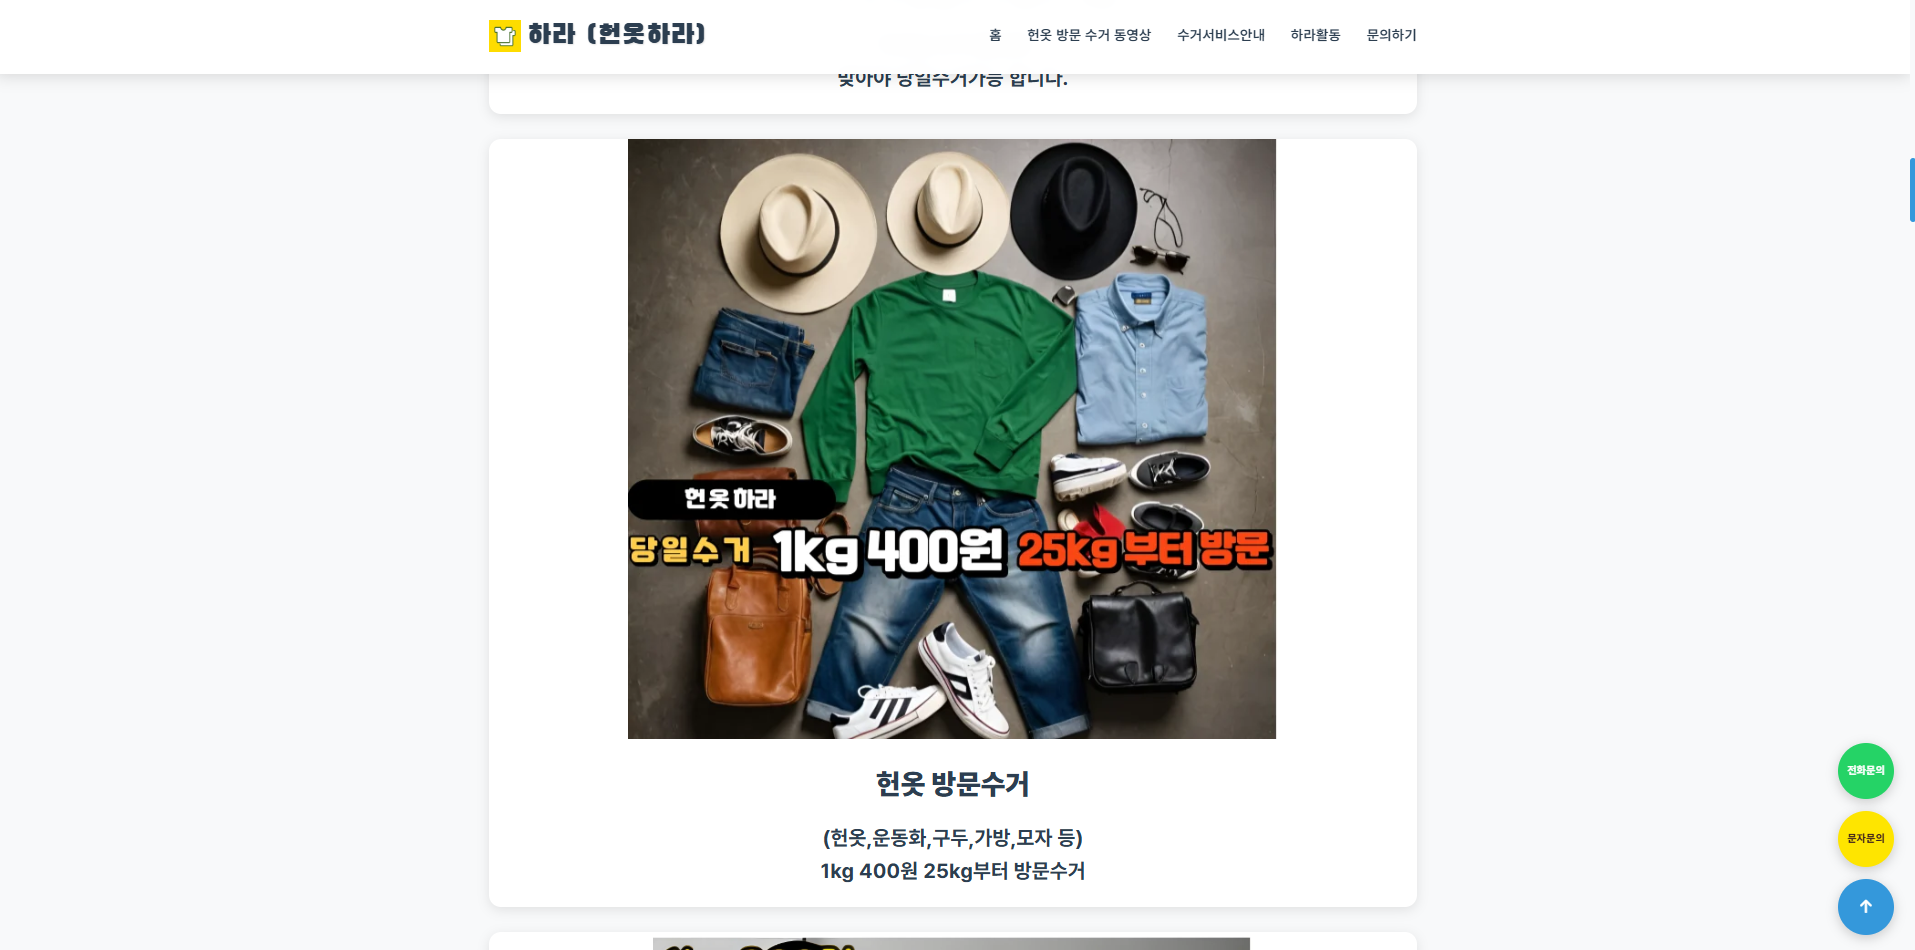 하라 (헌옷하라)
홈 헌옷 방문 수거 동영상 수거서비스안내 하라활동 문의하기
맞아야 당일수거가능 합니다.
헌옷하라
당일수거 1kg 400원 25kg 부터 방문
헌옷 방문수거
(헌옷,운동화,구두,가방,모자 등)
1kg 400원 25kg부터 방문수거
전화문의
문자문의